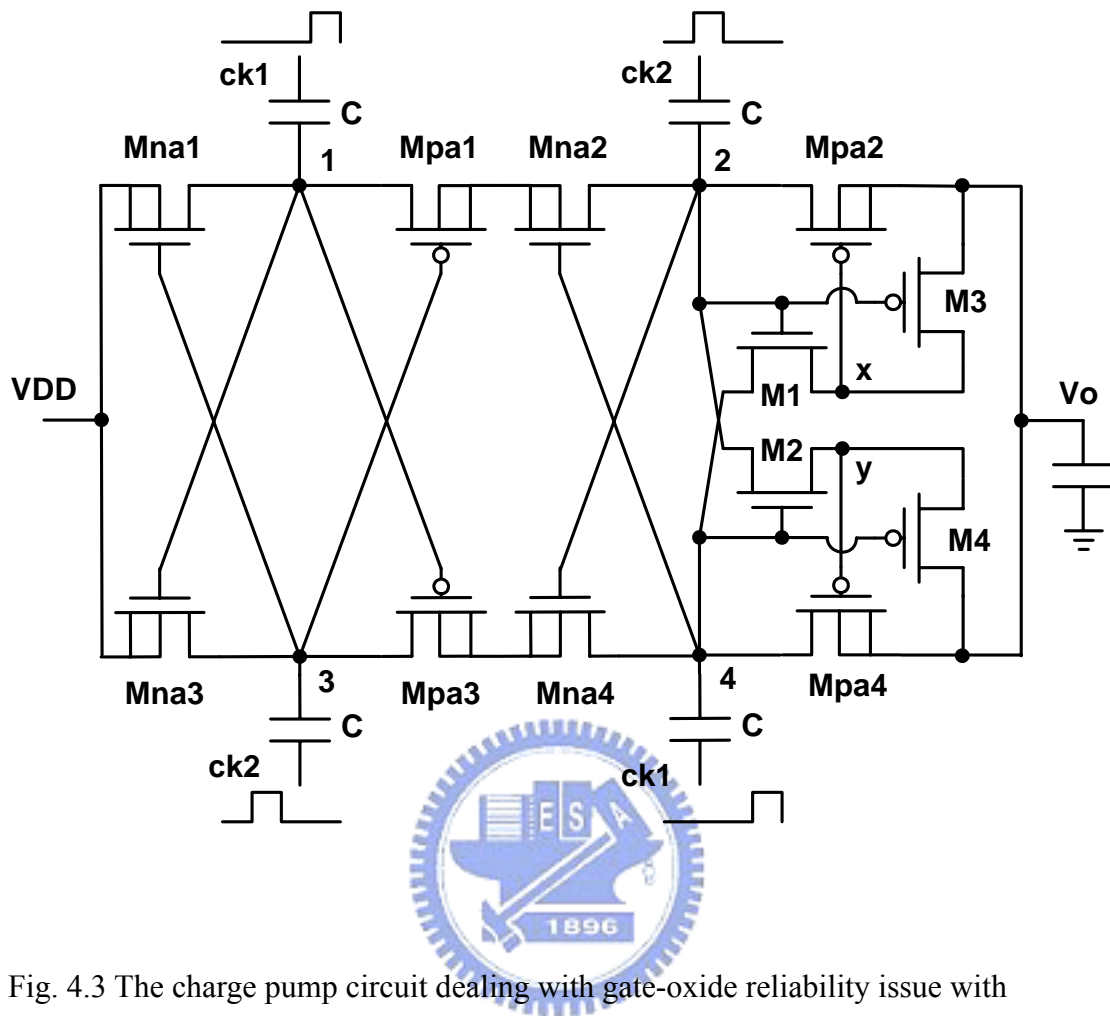 ck1
C
ck2
C
Mna1
1
Mpa1
Mna2
2
Mpa2
M3
x
M1
VDD
Vo
M2
y
M4
Mna3
3
Mpa3
Mna4
4
Mpa4
C
ck2
C
ck1
E S A
1896
Fig. 4.3 The charge pump circuit dealing with gate-oxide reliability issue with